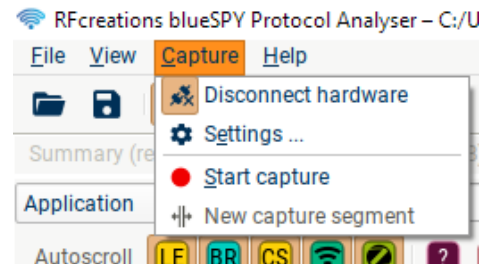 RFcreations blueSPY Protocol Analyser – C:/U
File View Capture Help
Disconnect hardware
Settings ...
Summary (re
Start capture
Application
New capture segment
Autoscroll LE BR CS ?